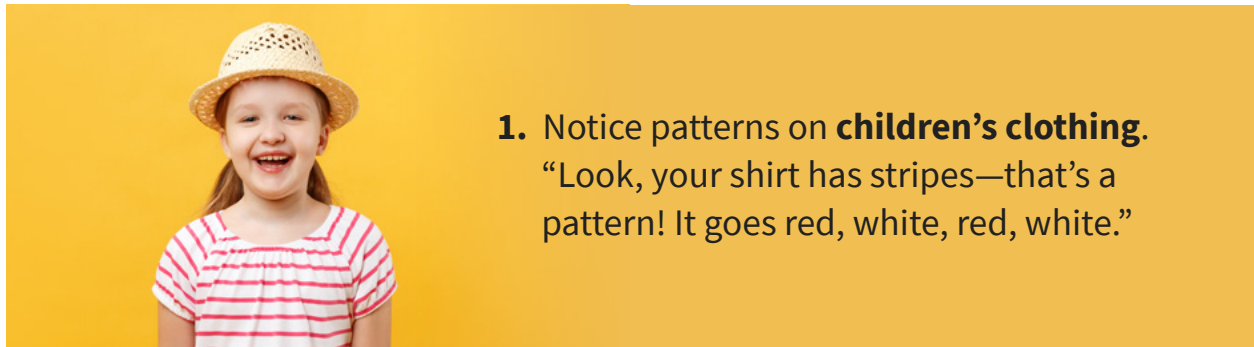 1. Notice patterns on children’s clothing.
“Look, your shirt has stripes—that’s a
pattern! It goes red, white, red, white.”